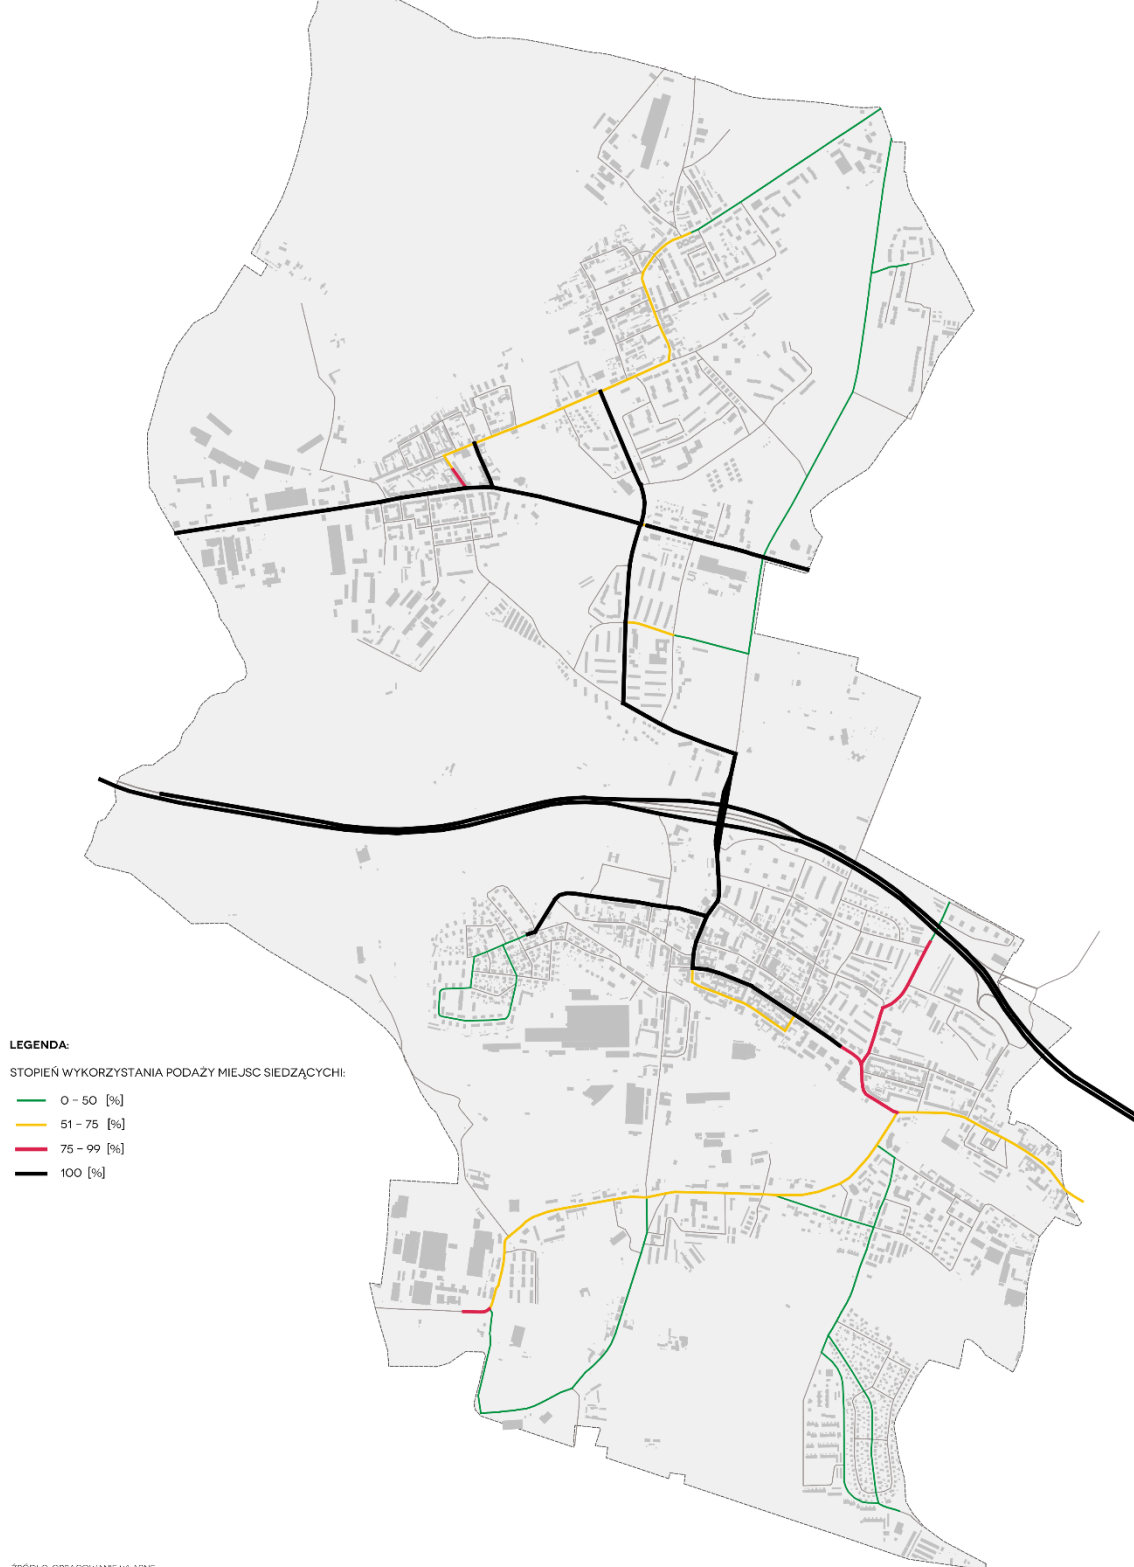 LEGENDA:
STOPIEŃ WYKORZYSTANIA PODAŻY MIEJSC SIEDZĄCYCH:
0 – 50 [%]
51 – 75 [%]
75 – 99 [%]
100 [%]